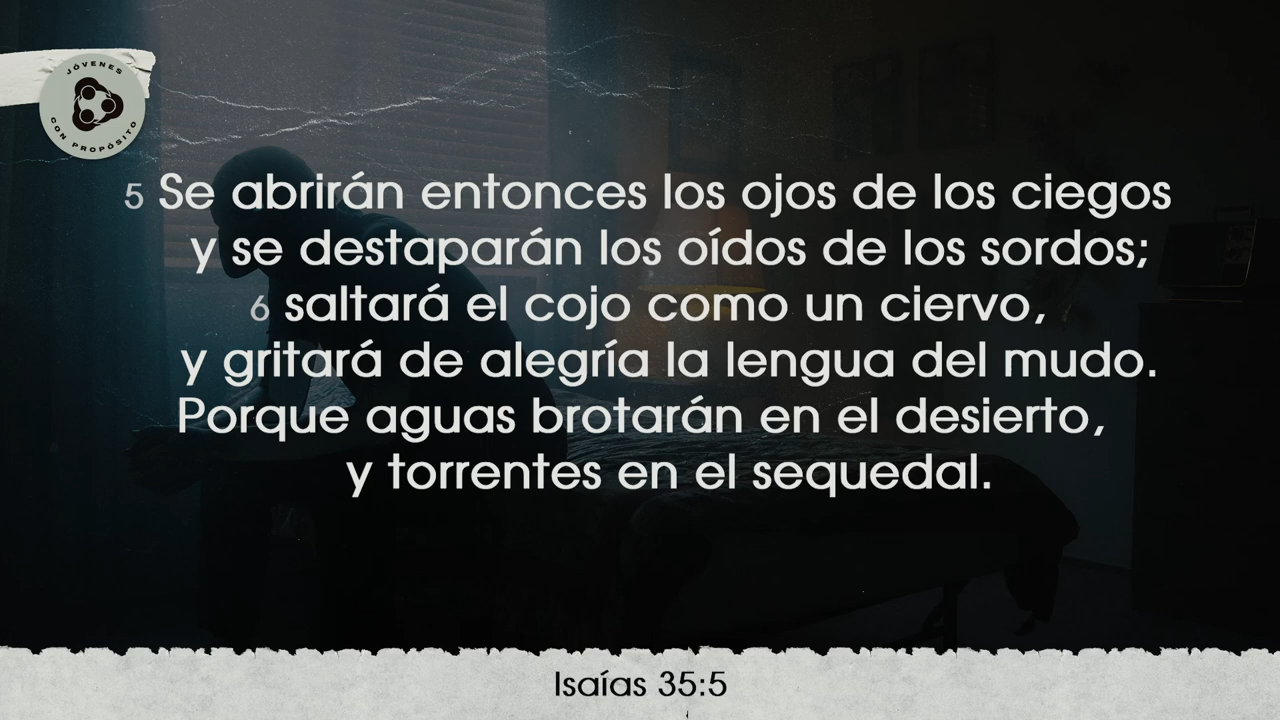 JÓVENES
CON PROPÓSITO
5 Se abrirán entonces los ojos de los ciegos
y se destaparán los oídos de los sordos;
6 saltará el cojo como un ciervo,
y gritará de alegría la lengua del mudo.
Porque aguas brotarán en el desierto,
y torrentes en el sequedal.
Isaías 35:5